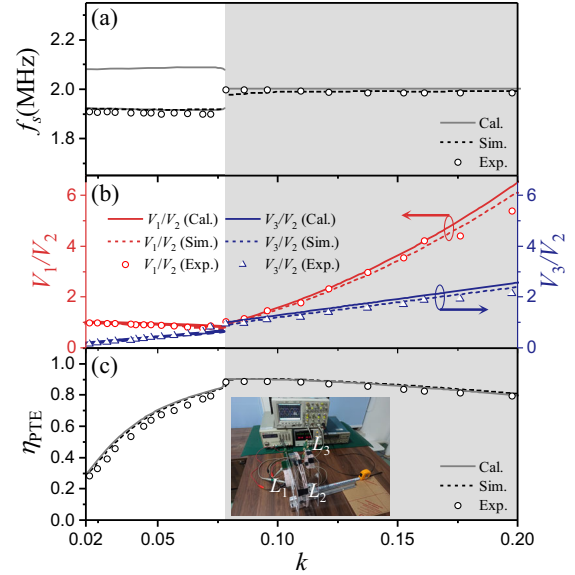 (a)
2.2
2.0
1.8
f_s(MHz)
Cal.
Sim.
Exp.
(b)
6
4
2
0
V_1/V_2
V_1/V_2 (Cal.) V_3/V_2 (Cal.)
V_1/V_2 (Sim.) V_3/V_2 (Sim.)
V_1/V_2 (Exp.) V_3/V_2 (Exp.)
6
4
2
0
V_3/V_2
(c)
1.0
0.8
0.6
0.4
0.2
0.0
η_PTE
L_3
L_1 L_2
Cal.
Sim.
Exp.
0.02 0.05 0.10 0.15 0.20
k